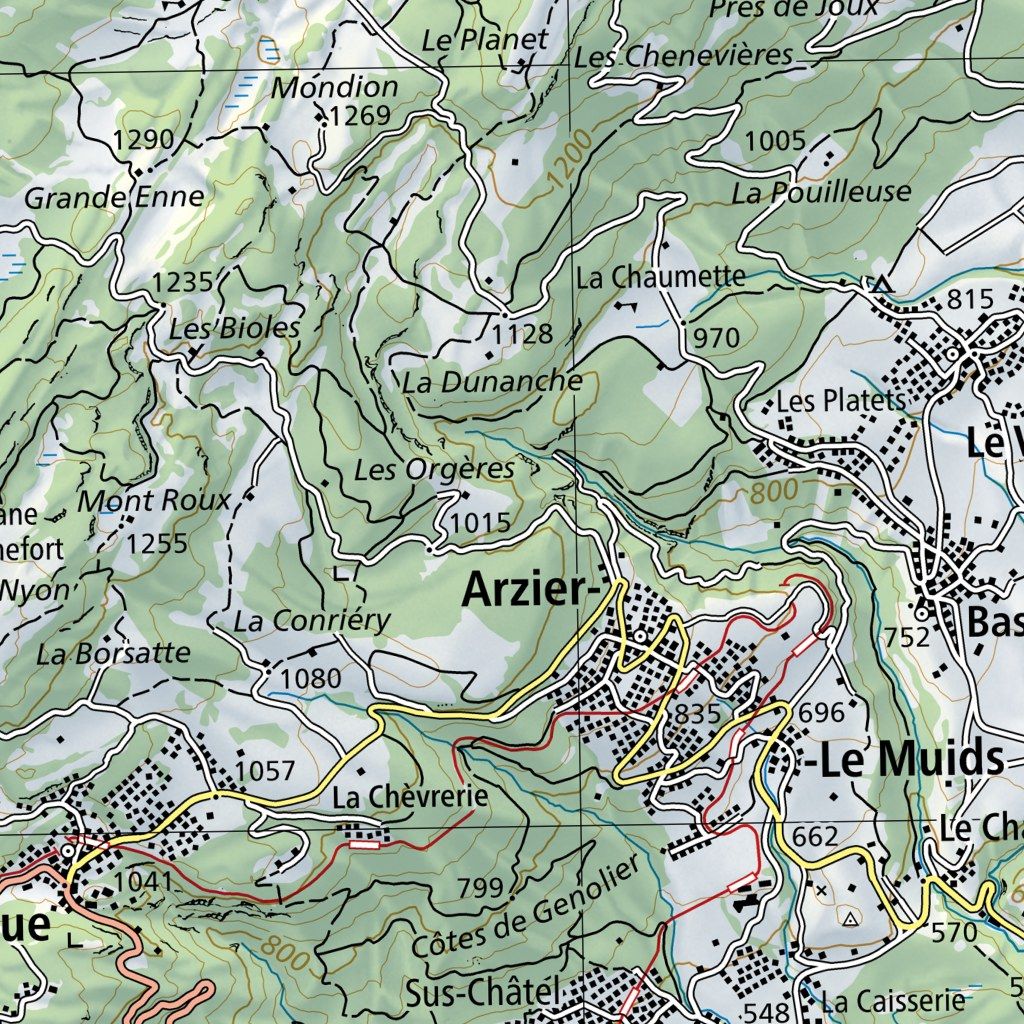 Prés de Joux
Le Planet
Les Chenevières
Mondion
1269
1290
1200
1005
Grande Enne
La Pouilleuse
1235
La Chaumette
815
Les Bioles
1128
970
La Dunanche
Les Platets
Le V
Les Orgères
Mont Roux
800
ane
1015
1255
nefort
Nyon
Arzier-
La Conriéry
752
Bas
La Borsatte
1080
835
696
-Le Muids
1057
La Chèvrerie
662
Le Cha
1041
799
Côtes de Genolier
ue
800
570
Sus-Châtel
548
La Caisserie
5